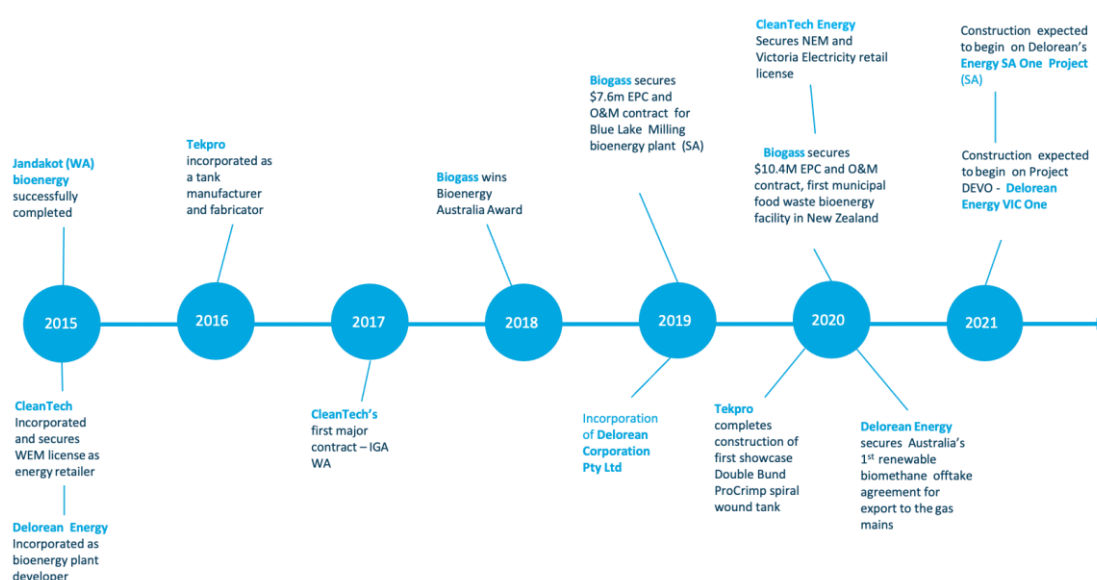 Jandakot (WA)
bioenergy
successfully
completed
Tekpro
incorporated as
a tank
manufacturer
and fabricator
Biogass wins
Bioenergy
Australia Award
Biogass secures
$7.6m EPC and
O&M contract for
Blue Lake Milling
bioenergy plant (SA)
CleanTech Energy
Secures NEM and
Victoria Electricity retail
license
Biogass secures
$10.4M EPC and O&M
contract, first municipal
food waste bioenergy
facility in New Zealand
Construction expected
to begin on Delorean's
Energy SA One Project
(SA)
Construction expected
to begin on Project
DEVO - Delorean
Energy VIC One
2015
2016
2017
2018
2019
2020
2021
CleanTech
Incorporated
and secures
WEM license as
energy retailer
Delorean Energy
Incorporated as
bioenergy plant
developer
CleanTech's
first major
contract – IGA
WA
Incorporation
of Delorean
Corporation
Pty Ltd
Tekpro
completes
construction of
first showcase
Double Bund
ProCrimp spiral
wound tank
Delorean Energy
secures Australia's
1st renewable
biomethane offtake
agreement for
export to the gas
mains